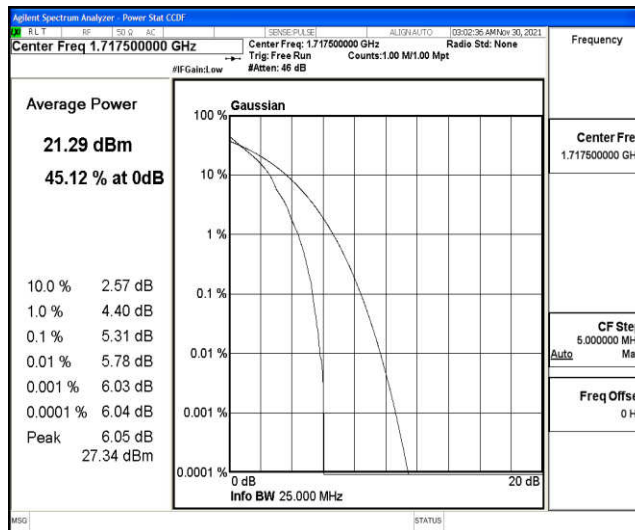 Agilent Spectrum Analyzer - Power Stat CCDF
R L T RF 50 Ω AC SENSE:PULSE ALIGN AUTO 03:02:36 AM Nov 30, 2021
Center Freq 1.717500000 GHz
Center Freq: 1.717500000 GHz Radio Std: None
Trig: Free Run Counts:1.00 M/1.00 Mpt
#IFGain:Low #Atten: 46 dB
Frequency
Average Power
21.29 dBm
45.12 % at 0dB
10.0 % 2.57 dB
1.0 % 4.40 dB
0.1 % 5.31 dB
0.01 % 5.78 dB
0.001 % 6.03 dB
0.0001 % 6.04 dB
Peak 6.05 dB
27.34 dBm
Gaussian
100 %
10 %
1 %
0.1 %
0.01 %
0.001 %
0.0001 %
0 dB 20 dB
Info BW 25.000 MHz
Center Fre
1.717500000 GH
CF Ste
5.000000 MH
Auto Ma
Freq Offse
0 H
MSG STATUS